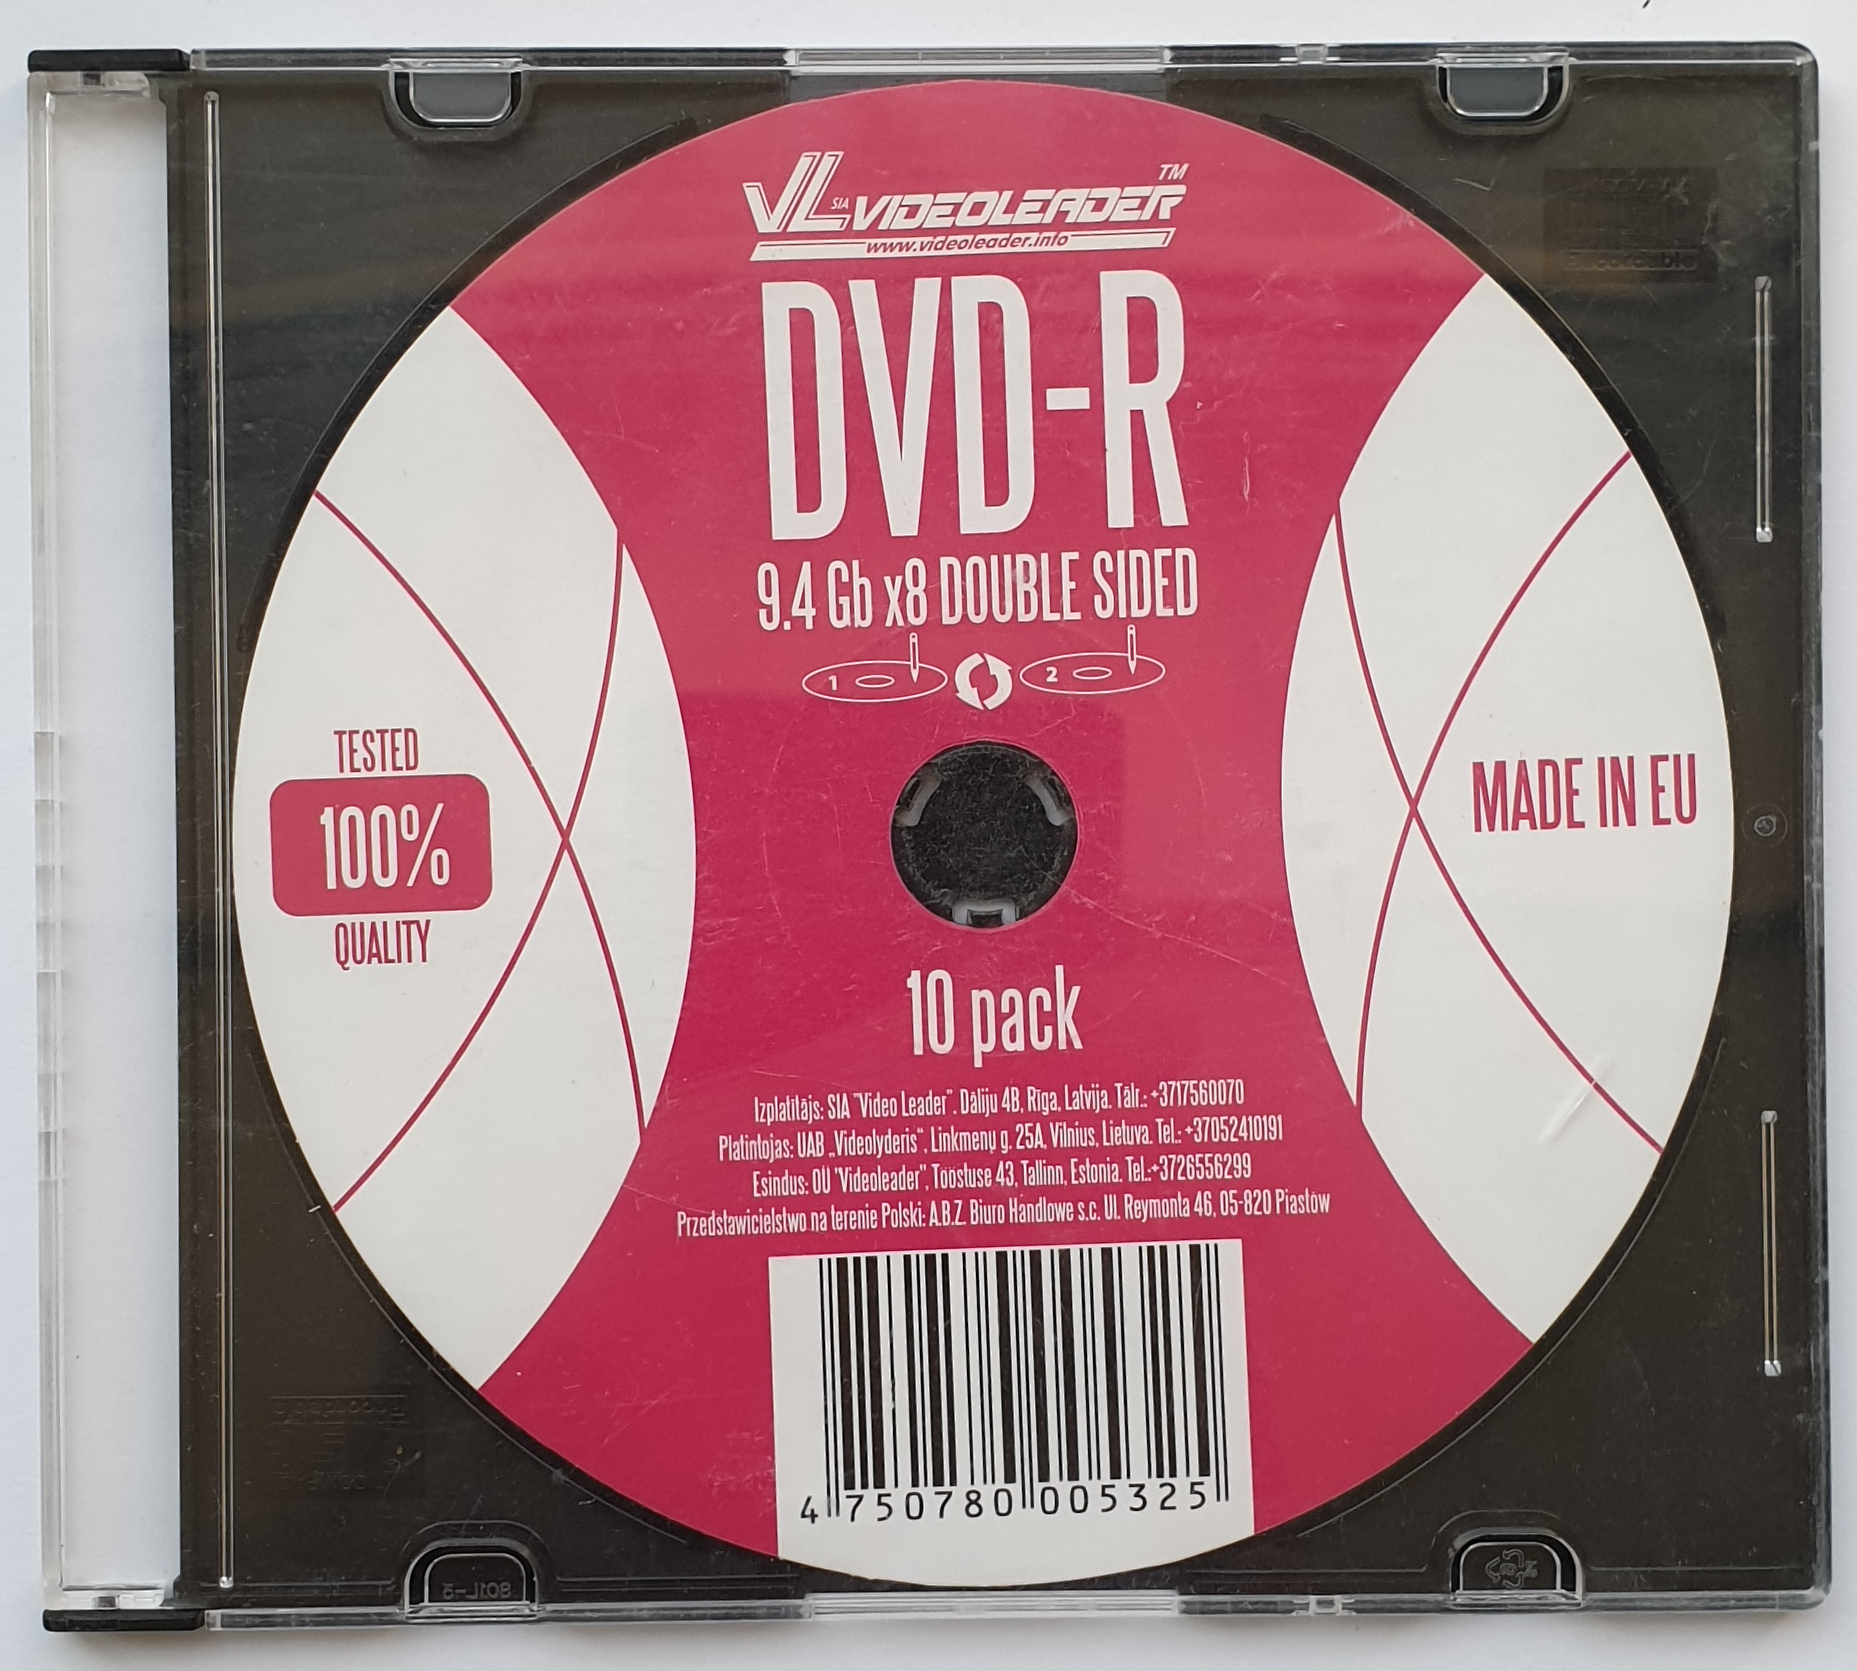 VL SIA VIDEOLEADER TM
www.videoleader.info
DVD-R
9.4 Gb x8 DOUBLE SIDED
1 2
TESTED
100%
QUALITY
MADE IN EU
10 pack
Izplatītājs: SIA "Video Leader". Dāliju 4B, Rīga, Latvija. Tālr.: +3717560070
Platintojas: UAB „Videolyderis“, Linkmenų g. 25A, Vilnius, Lietuva. Tel.: +37052410191
Esindus: OÜ "Videoleader", Tööstuse 43, Tallinn, Estonia. Tel.:+3726556299
Przedstawicielstwo na terenie Polski: A.B.Z. Biuro Handlowe s.c. Ul. Reymonta 46, 05-820 Piastów
4 750780 005325